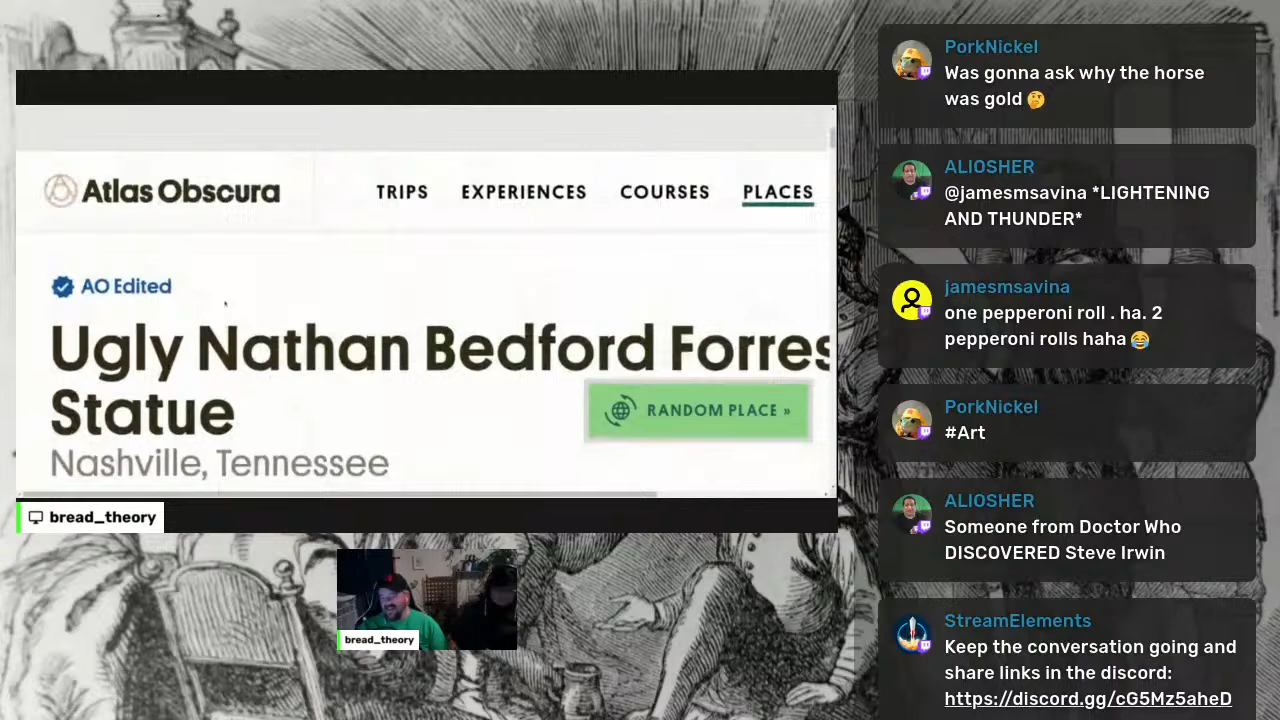 Atlas Obscura
TRIPS
EXPERIENCES
COURSES
PLACES
AO Edited
Ugly Nathan Bedford Forres
Statue
RANDOM PLACE »
Nashville, Tennessee
bread_theory
bread_theory
PorkNickel
Was gonna ask why the horse
was gold 🤔
ALIOSHER
@jamesmsavina *LIGHTENING
AND THUNDER*
jamesmsavina
one pepperoni roll . ha. 2
pepperoni rolls haha 😂
PorkNickel
#Art
ALIOSHER
Someone from Doctor Who
DISCOVERED Steve Irwin
StreamElements
Keep the conversation going and
share links in the discord:
https://discord.gg/cG5Mz5aheD